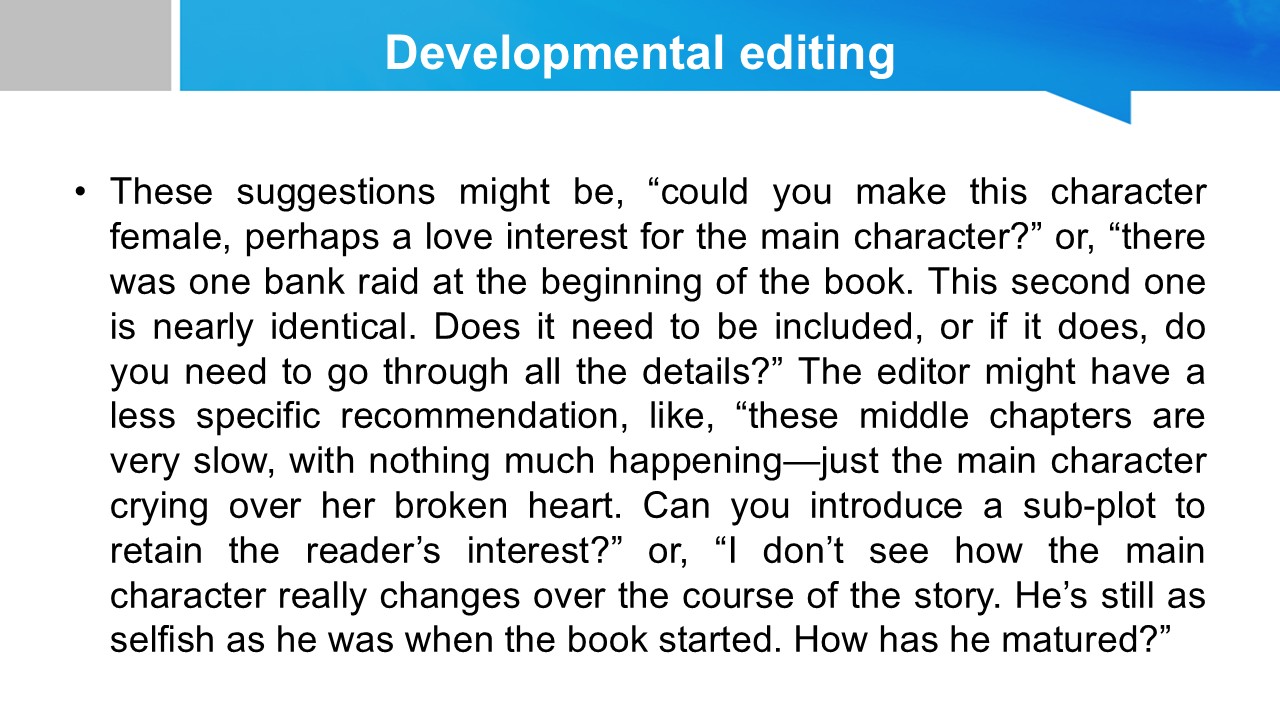 Developmental editing
• These suggestions might be, “could you make this character
female, perhaps a love interest for the main character?” or, “there
was one bank raid at the beginning of the book. This second one
is nearly identical. Does it need to be included, or if it does, do
you need to go through all the details?” The editor might have a
less specific recommendation, like, “these middle chapters are
very slow, with nothing much happening—just the main character
crying over her broken heart. Can you introduce a sub-plot to
retain the reader’s interest?” or, “I don’t see how the main
character really changes over the course of the story. He’s still as
selfish as he was when the book started. How has he matured?”